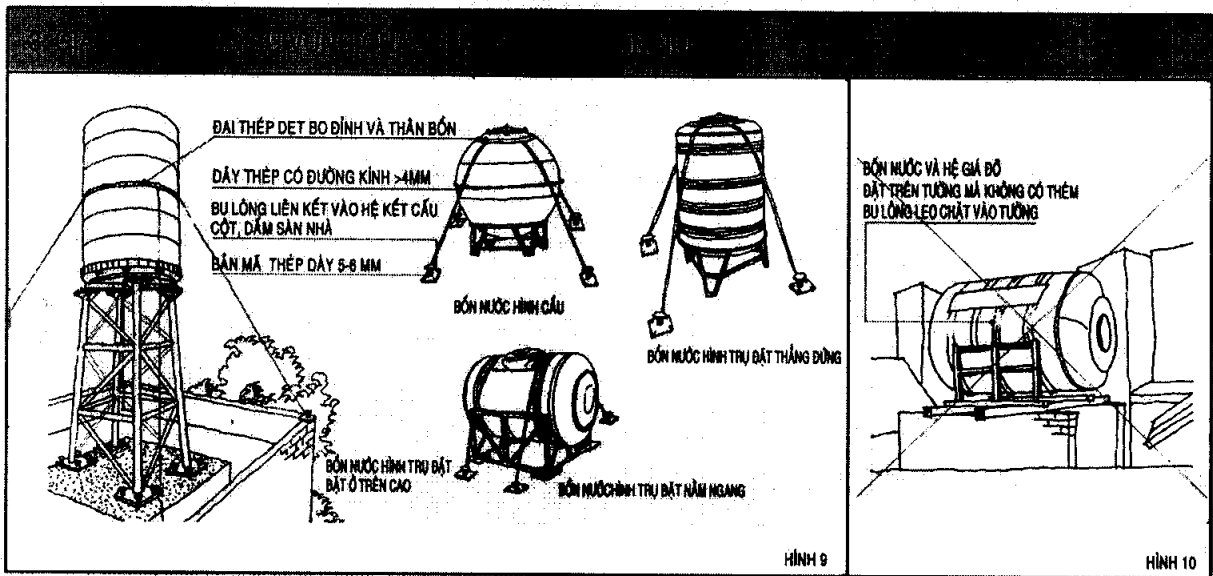 ĐAI THÉP DẸT BO ĐỈNH VÀ THÂN BỒN
DÂY THÉP CÓ ĐƯỜNG KÍNH >4MM
BU LÔNG LIÊN KẾT VÀO HỆ KẾT CẤU
CỘT, DẦM SÀN NHÀ
BẢN MÃ THÉP DÀY 5-6 MM
BỒN NƯỚC HÌNH CẦU
BỒN NƯỚC HÌNH TRỤ ĐẶT THẲNG ĐỨNG
BỒN NƯỚC HÌNH TRỤ ĐẶT
ĐẶT Ở TRÊN CAO
BỒN NƯỚC HÌNH TRỤ ĐẶT NẰM NGANG
HÌNH 9
BỒN NƯỚC VÀ HỆ GIÁ ĐỠ
ĐẶT TRÊN TƯỜNG MÀ KHÔNG CÓ THÊM
BU LÔNG LEO CHẶT VÀO TƯỜNG
HÌNH 10